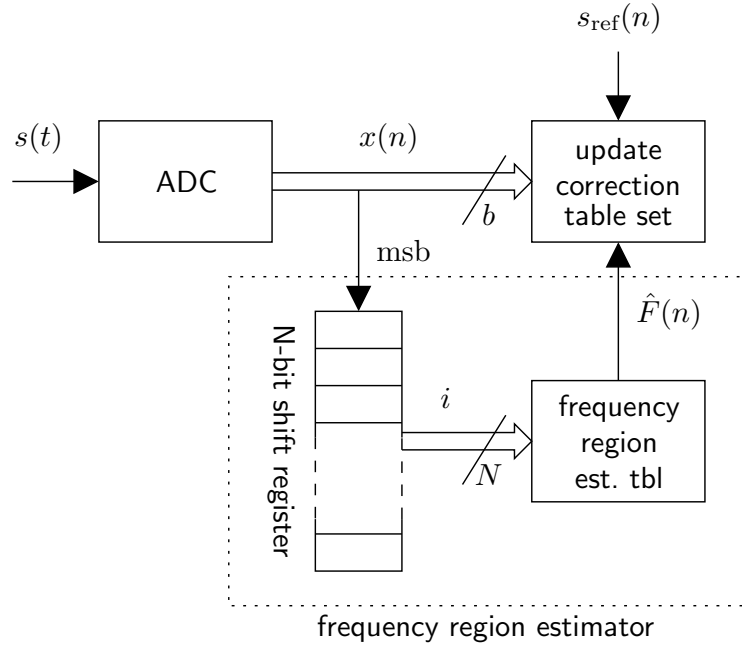 s_ref(n)
s(t)
ADC
x(n)
b
update
correction
table set
msb
F̂(n)
N-bit shift register
i
N
frequency
region
est. tbl
frequency region estimator